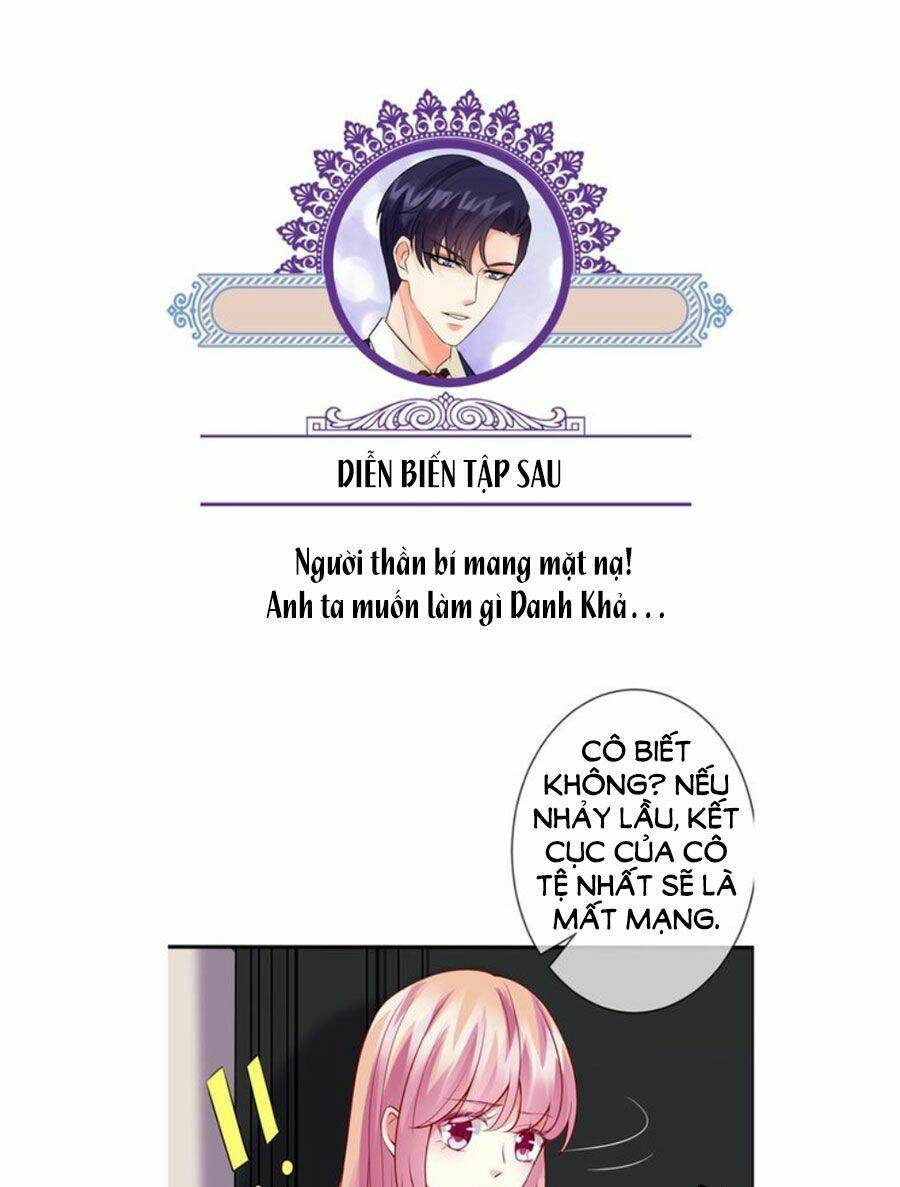 DIỄN BIẾN TẬP SAU
Người thần bí mang mặt nạ!
Anh ta muốn làm gì Danh Khả...
CÔ BIẾT
KHÔNG? NẾU
NHẢY LẦU, KẾT
CỤC CỦA CÔ
TỆ NHẤT SẼ LÀ
MẤT MẠNG.
!!